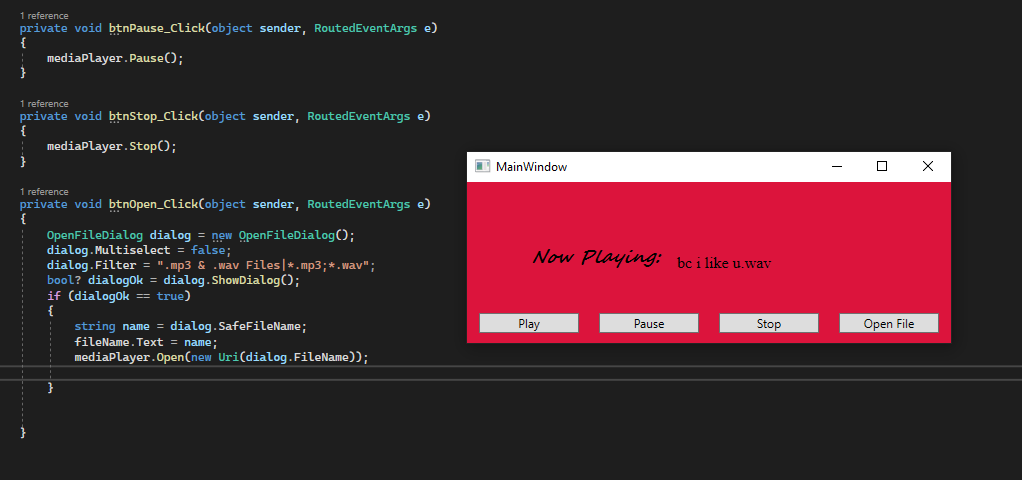 1 reference
private void btnPause_Click(object sender, RoutedEventArgs e)
{
mediaPlayer.Pause();
}
1 reference
private void btnStop_Click(object sender, RoutedEventArgs e)
{
mediaPlayer.Stop();
}
1 reference
private void btnOpen_Click(object sender, RoutedEventArgs e)
{
OpenFileDialog dialog = new OpenFileDialog();
dialog.Multiselect = false;
dialog.Filter = ".mp3 & .wav Files|*.mp3;*.wav";
bool? dialogOk = dialog.ShowDialog();
if (dialogOk == true)
{
string name = dialog.SafeFileName;
fileName.Text = name;
mediaPlayer.Open(new Uri(dialog.FileName));
}
}
MainWindow
Now Playing: bc i like u.wav
Play Pause Stop Open File